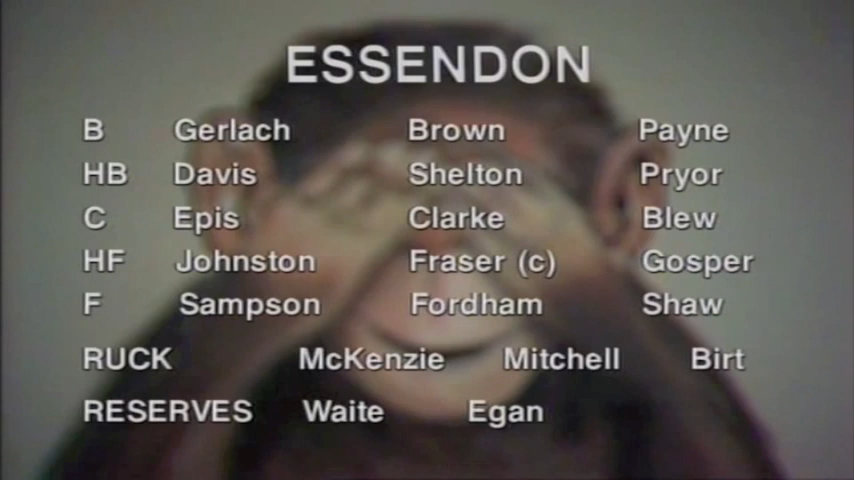 ESSENDON
B Gerlach Brown Payne
HB Davis Shelton Pryor
C Epis Clarke Blew
HF Johnston Fraser (c) Gosper
F Sampson Fordham Shaw
RUCK McKenzie Mitchell Birt
RESERVES Waite Egan